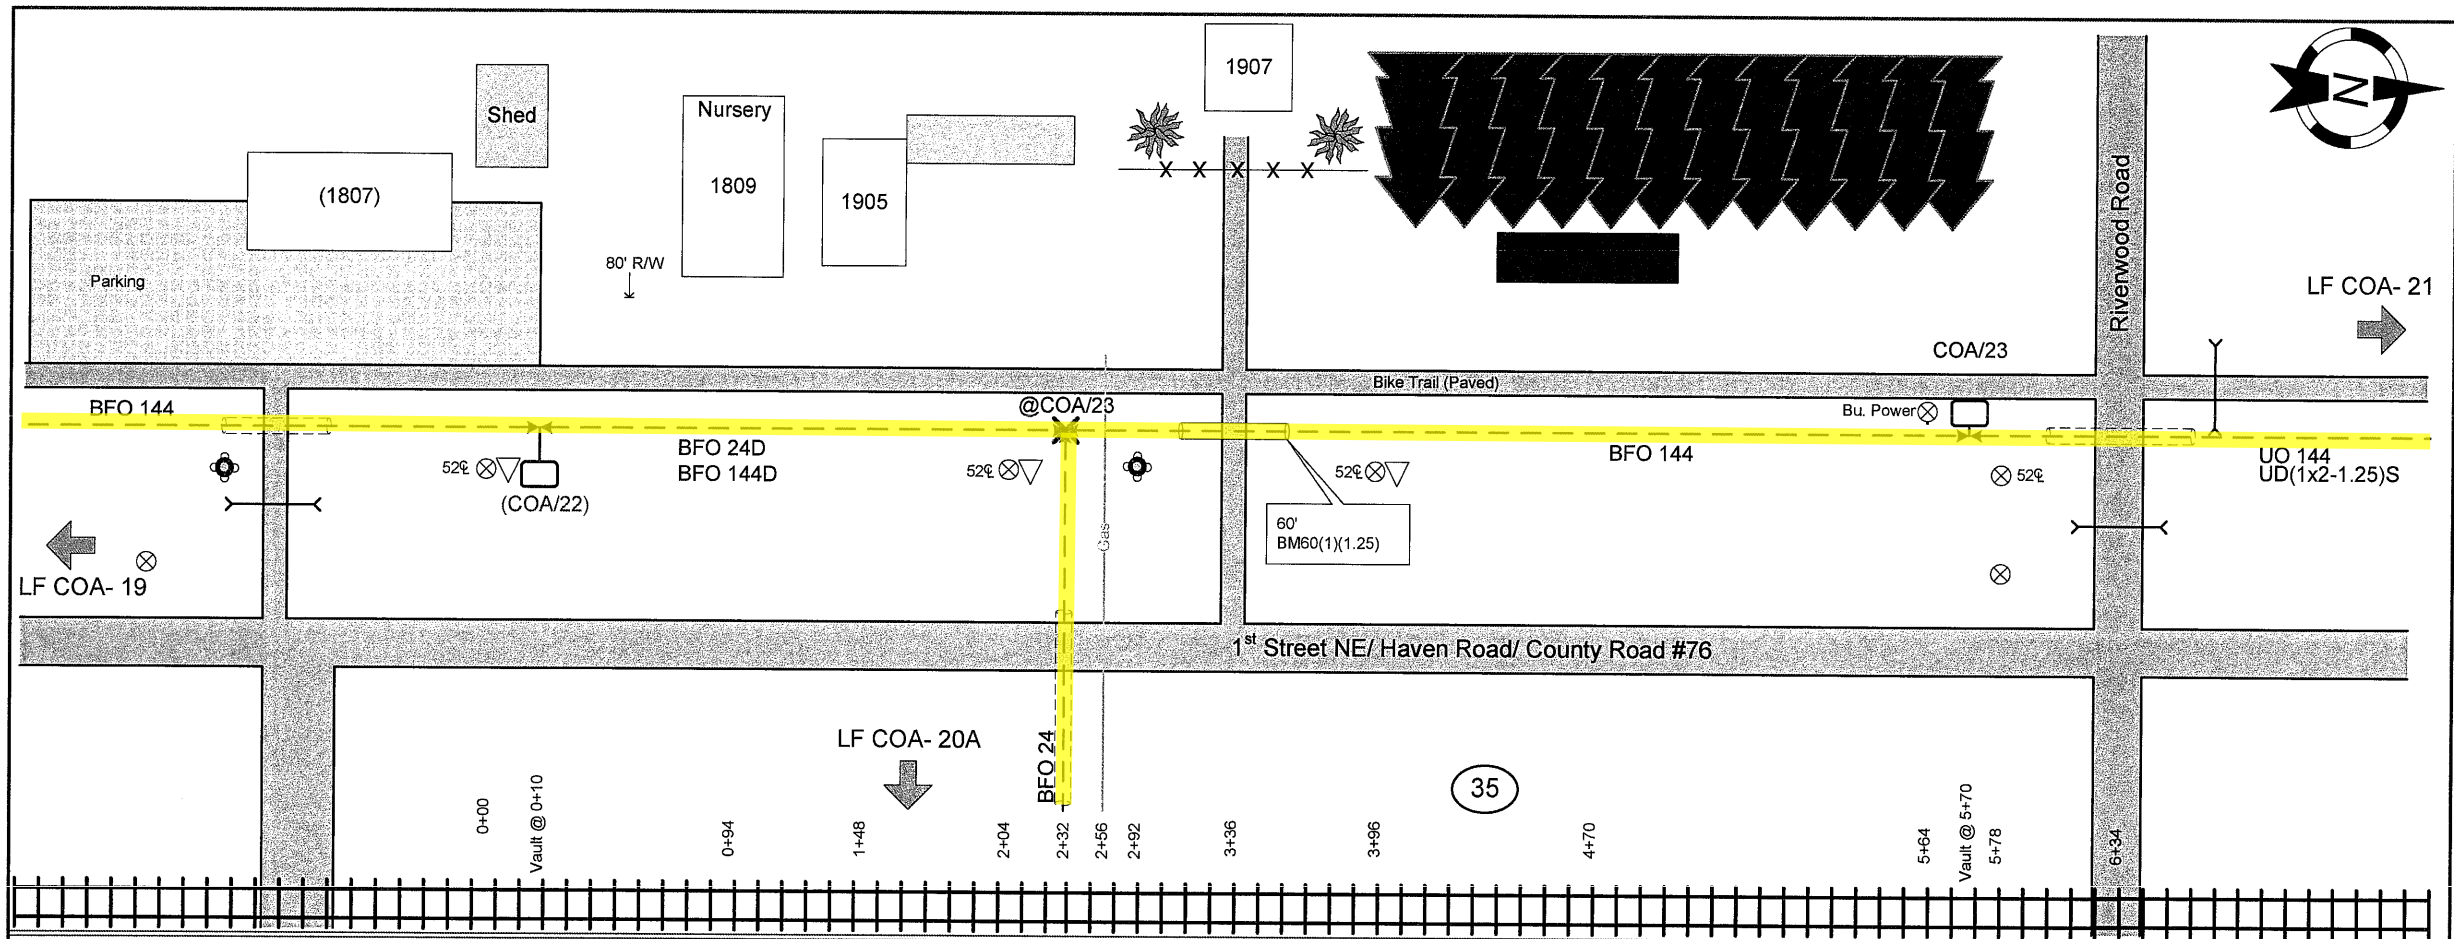 1907
N
Shed
Nursery
1809
(1807)
1905
Riverwood Road
80' R/W
Parking
LF COA- 21
COA/23
Bike Trail (Paved)
BFO 144
@COA/23
Bu. Power
BFO 24D
BFO 144D
BFO 144
UO 144
UD(1x2-1.25)S
52℄
52℄
52℄
52℄
(COA/22)
60'
BM60(1)(1.25)
Gas
LF COA- 19
1st Street NE/ Haven Road/ County Road #76
LF COA- 20A
BFO 24
35
0+00
Vault @ 0+10
0+94
1+48
2+04
2+32
2+56
2+92
3+36
3+96
4+70
5+64
Vault @ 5+70
5+78
6+34